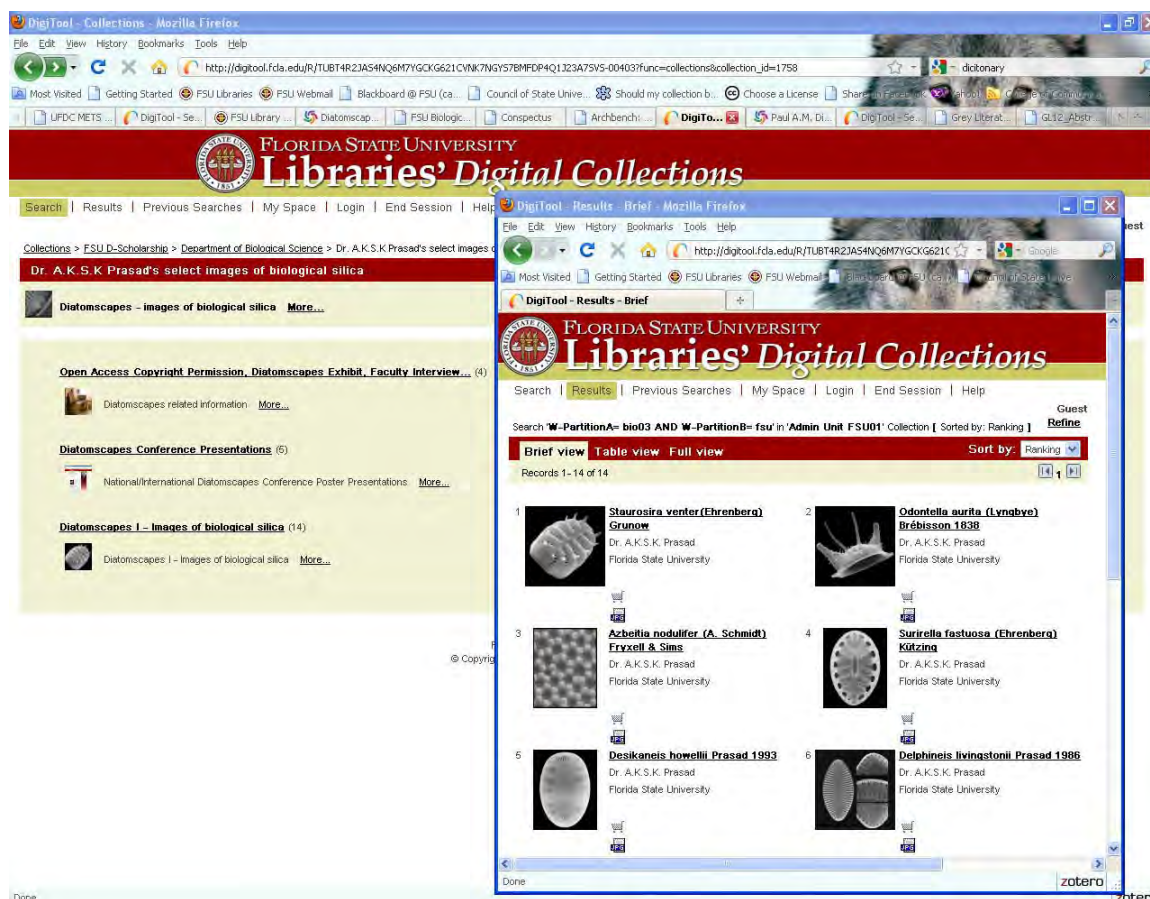 DigiTool - Collections - Mozilla Firefox
File Edit View History Bookmarks Tools Help
http://digitool.fcla.edu/R/TUBT4R2JAS4NQ6M7YGCKG621CVNK7NGYS7BMFDP4Q1J23A7SVS-00403?func=collections&collection_id=1758
dicitonary
Most Visited Getting Started FSU Libraries FSU Webmail Blackboard @ FSU (ca... Council of State Unive... Should my collection b... Choose a License
UFDC METS ... DigiTool - Se... FSU Library ... Diatomscap... FSU Biologic... Conspectus Archbench: ... DigiTo... Paul A.M. Di... DigiTool - Se... Grey Literat... GL12_Abstr...
FLORIDA STATE UNIVERSITY
Libraries' Digital Collections
1851
Search | Results | Previous Searches | My Space | Login | End Session | Help
Collections > FSU D-Scholarship > Department of Biological Science > Dr. A.K.S.K Prasad's select images
Dr. A.K.S.K Prasad's select images of biological silica
Diatomscapes – images of biological silica More...
Open Access Copyright Permission, Diatomscapes Exhibit, Faculty Interview... (4)
Diatomscapes related information More...
Diatomscapes Conference Presentations (5)
National/International Diatomscapes Conference Poster Presentations More...
Diatomscapes I – Images of biological silica (14)
Diatomscapes I – Images of biological silica More...
Done
DigiTool - Results - Brief - Mozilla Firefox
File Edit View History Bookmarks Tools Help
http://digitool.fcla.edu/R/TUBT4R2JAS4NQ6M7YGCKG621C
Google
Most Visited Getting Started FSU Libraries FSU Webmail
DigiTool - Results - Brief
FLORIDA STATE UNIVERSITY
Libraries' Digital Collections
1851
Search | Results | Previous Searches | My Space | Login | End Session | Help
Guest
Search 'W-PartitionA= bio03 AND W-PartitionB= fsu' in 'Admin Unit FSU01' Collection [ Sorted by: Ranking ] Refine
Brief view Table view Full view Sort by: Ranking
Records 1- 14 of 14 1
1 Staurosira venter(Ehrenberg) Grunow
Dr. A.K.S.K. Prasad
Florida State University
JPG
2 Odontella aurita (Lyngbye) Brébisson 1838
Dr. A.K.S.K. Prasad
Florida State University
JPG
3 Azbeitia nodulifer (A. Schmidt) Fryxell & Sims
Dr. A.K.S.K. Prasad
Florida State University
JPG
4 Surirella fastuosa (Ehrenberg) Kützing
Dr. A.K.S.K. Prasad
Florida State University
JPG
5 Desikaneis howellii Prasad 1993
Dr. A.K.S.K. Prasad
Florida State University
JPG
6 Delphineis livingstonii Prasad 1986
Dr. A.K.S.K. Prasad
Florida State University
JPG
Done zotero